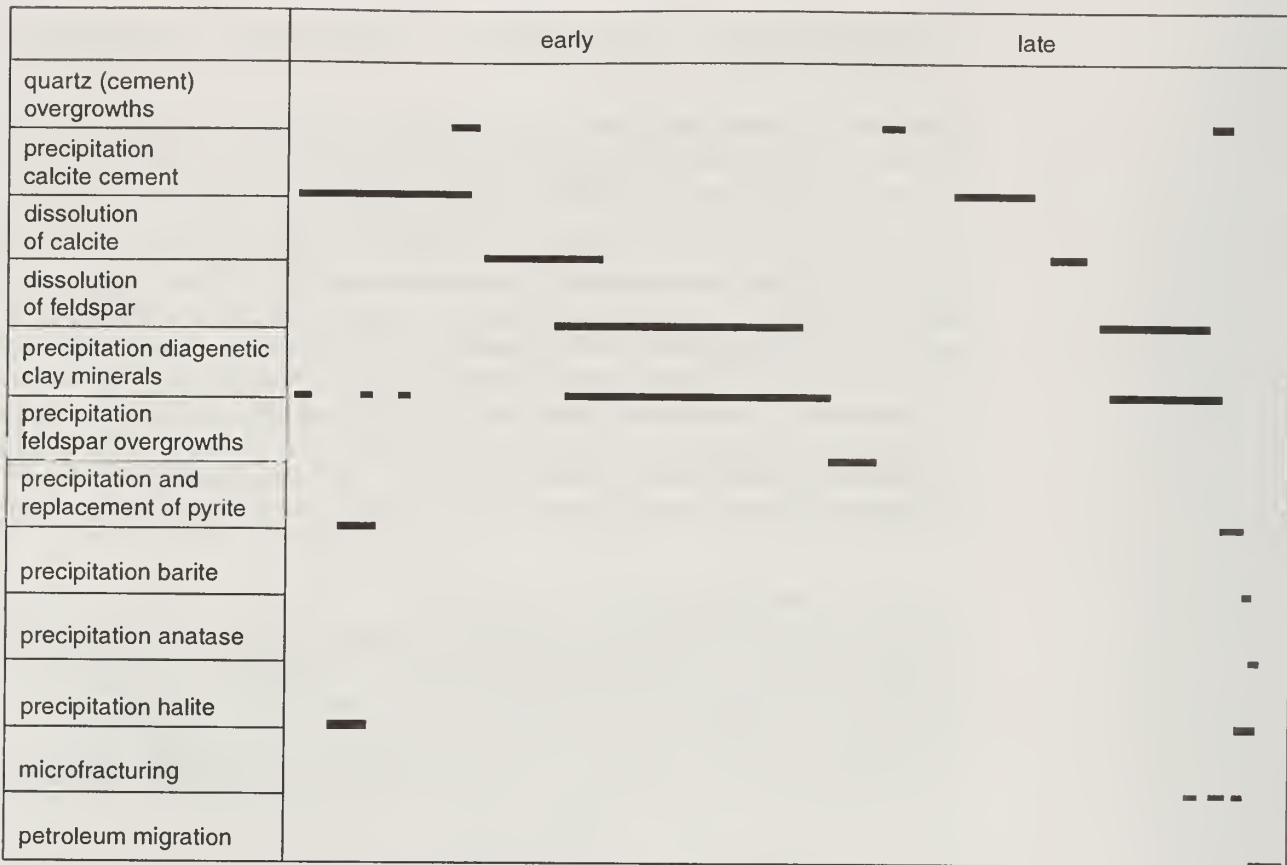 early
late
quartz (cement)
overgrowths
precipitation
calcite cement
dissolution
of calcite
dissolution
of feldspar
precipitation diagenetic
clay minerals
precipitation
feldspar overgrowths
precipitation and
replacement of pyrite
precipitation barite
precipitation anatase
precipitation halite
microfracturing
petroleum migration